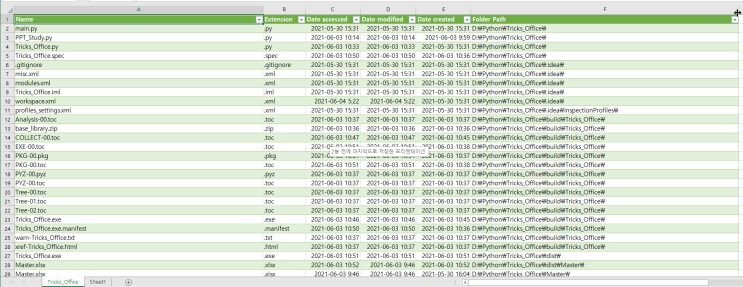 A B C D E F
1 Name Extension Date accessed Date modified Date created Folder Path
2 main.py .py 2021-05-30 15:31 2021-05-30 15:31 2021-05-30 15:31 D:₩Python₩Tricks_Office₩
3 PPT_Study.py .py 2021-06-03 10:14 2021-06-03 10:14 2021-06-03 9:59 D:₩Python₩Tricks_Office₩
4 Tricks_Office.py .py 2021-06-03 10:33 2021-06-03 10:33 2021-05-30 15:31 D:₩Python₩Tricks_Office₩
5 Tricks_Office.spec .spec 2021-06-03 10:50 2021-06-03 10:50 2021-06-03 10:36 D:₩Python₩Tricks_Office₩
6 .gitignore .gitignore 2021-05-30 15:31 2021-05-30 15:31 2021-05-30 15:31 D:₩Python₩Tricks_Office₩.idea₩
7 misc.xml .xml 2021-05-30 15:31 2021-05-30 15:31 2021-05-30 15:31 D:₩Python₩Tricks_Office₩.idea₩
8 modules.xml .xml 2021-05-30 15:31 2021-05-30 15:31 2021-05-30 15:31 D:₩Python₩Tricks_Office₩.idea₩
9 Tricks_Office.iml .iml 2021-05-30 15:31 2021-05-30 15:31 2021-05-30 15:31 D:₩Python₩Tricks_Office₩.idea₩
10 workspace.xml .xml 2021-06-04 5:22 2021-06-04 5:22 2021-05-30 15:31 D:₩Python₩Tricks_Office₩.idea₩
11 profiles_settings.xml .xml 2021-05-30 15:31 2021-05-30 15:31 2021-05-30 15:31 D:₩Python₩Tricks_Office₩.idea₩inspectionProfiles₩
12 Analysis-00.toc .toc 2021-06-03 10:37 2021-06-03 10:37 2021-06-03 10:37 D:₩Python₩Tricks_Office₩build₩Tricks_Office₩
13 base_library.zip .zip 2021-06-03 10:36 2021-06-03 10:36 2021-06-03 10:36 D:₩Python₩Tricks_Office₩build₩Tricks_Office₩
14 COLLECT-00.toc .toc 2021-06-03 10:47 2021-06-03 10:47 2021-06-03 10:45 D:₩Python₩Tricks_Office₩build₩Tricks_Office₩
15 EXE-00.toc .toc 2021-06-03 10:51 2021-06-03 10:51 2021-06-03 10:38 D:₩Python₩Tricks_Office₩build₩Tricks_Office₩
2분 전에 마지막으로 저장한 프리젠테이션
16 PKG-00.pkg .pkg 2021-06-03 10:37 D:₩Python₩Tricks_Office₩build₩Tricks_Office₩
17 PKG-00.toc .toc 2021-06-03 10:51 2021-06-03 10:51 2021-06-03 10:38 D:₩Python₩Tricks_Office₩build₩Tricks_Office₩
18 PYZ-00.pyz .pyz 2021-06-03 10:37 2021-06-03 10:37 2021-06-03 10:37 D:₩Python₩Tricks_Office₩build₩Tricks_Office₩
19 PYZ-00.toc .toc 2021-06-03 10:37 2021-06-03 10:37 2021-06-03 10:37 D:₩Python₩Tricks_Office₩build₩Tricks_Office₩
20 Tree-00.toc .toc 2021-06-03 10:37 2021-06-03 10:37 2021-06-03 10:37 D:₩Python₩Tricks_Office₩build₩Tricks_Office₩
21 Tree-01.toc .toc 2021-06-03 10:37 2021-06-03 10:37 2021-06-03 10:37 D:₩Python₩Tricks_Office₩build₩Tricks_Office₩
22 Tree-02.toc .toc 2021-06-03 10:37 2021-06-03 10:37 2021-06-03 10:37 D:₩Python₩Tricks_Office₩build₩Tricks_Office₩
23 Tricks_Office.exe .exe 2021-06-03 10:46 2021-06-03 10:46 2021-06-03 10:45 D:₩Python₩Tricks_Office₩build₩Tricks_Office₩
24 Tricks_Office.exe.manifest .manifest 2021-06-03 10:50 2021-06-03 10:50 2021-06-03 10:36 D:₩Python₩Tricks_Office₩build₩Tricks_Office₩
25 warn-Tricks_Office.txt .txt 2021-06-03 10:37 2021-06-03 10:37 2021-06-03 10:37 D:₩Python₩Tricks_Office₩build₩Tricks_Office₩
26 xref-Tricks_Office.html .html 2021-06-03 10:37 2021-06-03 10:37 2021-06-03 10:37 D:₩Python₩Tricks_Office₩build₩Tricks_Office₩
27 Tricks_Office.exe .exe 2021-06-03 10:51 2021-06-03 10:51 2021-06-03 10:51 D:₩Python₩Tricks_Office₩dist₩
28 Master.xlsx .xlsx 2021-06-03 10:52 2021-06-03 9:46 2021-06-03 10:52 D:₩Python₩Tricks_Office₩dist₩Master₩
29 Master.xlsx .xlsx 2021-06-03 9:46 2021-06-03 9:46 2021-05-30 16:04 D:₩Python₩Tricks_Office₩Master₩
Tricks_Office Sheet1